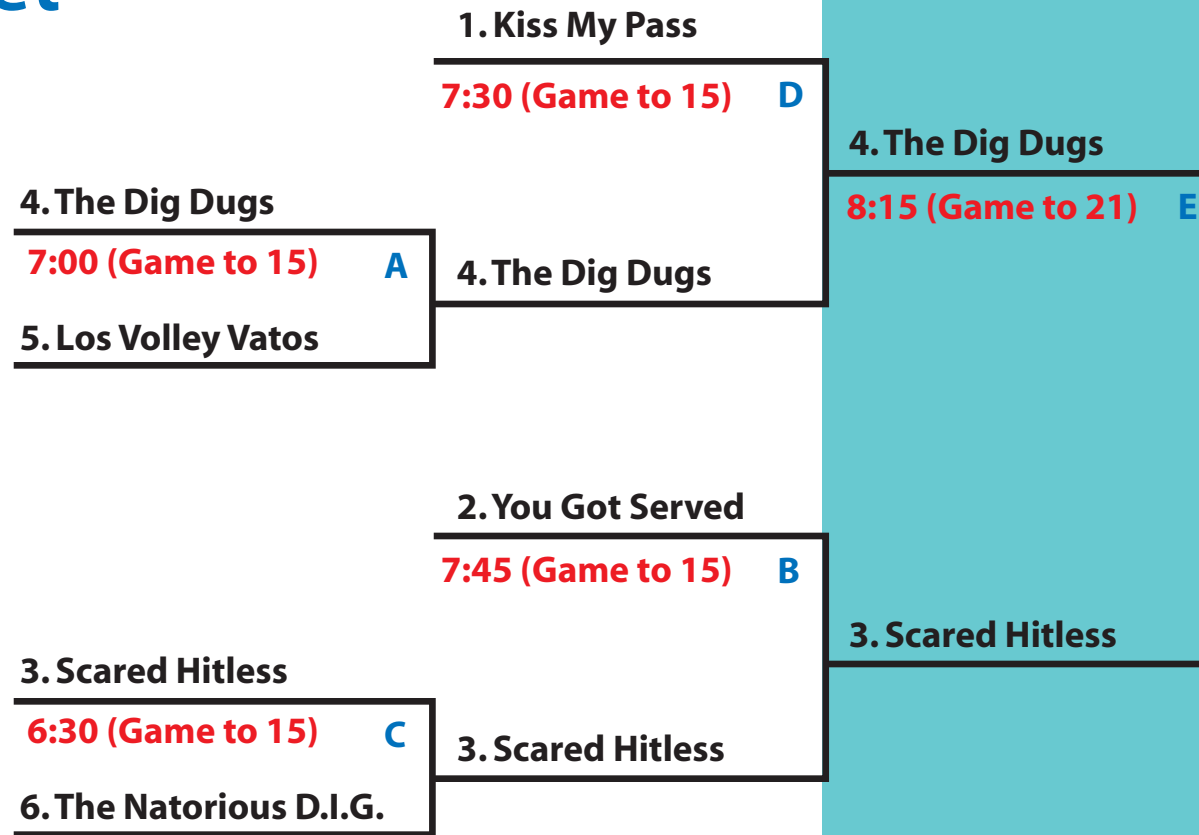 1. Kiss My Pass
7:30 (Game to 15) D
4. The Dig Dugs
8:15 (Game to 21) E
4. The Dig Dugs
7:00 (Game to 15) A
4. The Dig Dugs
5. Los Volley Vatos
2. You Got Served
7:45 (Game to 15) B
3. Scared Hitless
3. Scared Hitless
6:30 (Game to 15) C
3. Scared Hitless
6. The Natorious D.I.G.